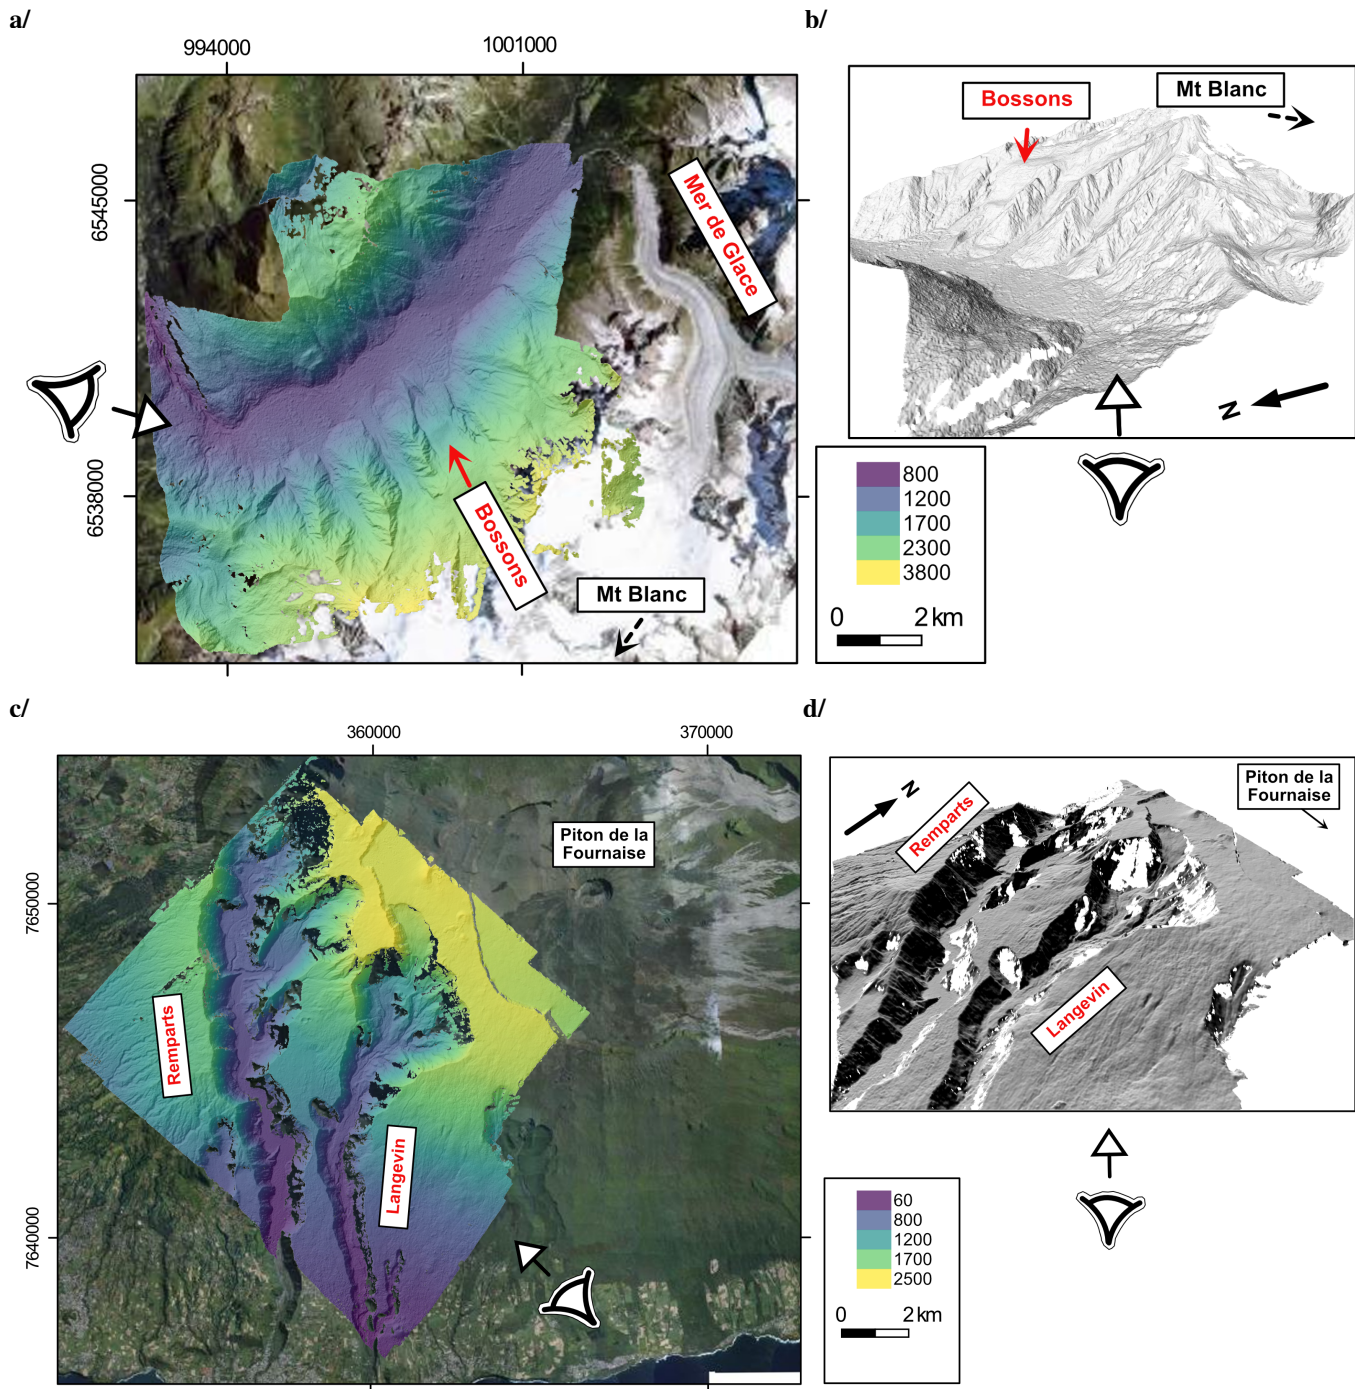 a/
994000
1001000
6545000
6538000
Mer de Glace
Bossons
Mt Blanc
b/
Bossons
Mt Blanc
N
800
1200
1700
2300
3800
0 2 km
c/
360000
370000
7650000
7640000
Piton de la
Fournaise
Remparts
Langevin
d/
N
Remparts
Piton de la
Fournaise
Langevin
60
800
1200
1700
2500
0 2 km